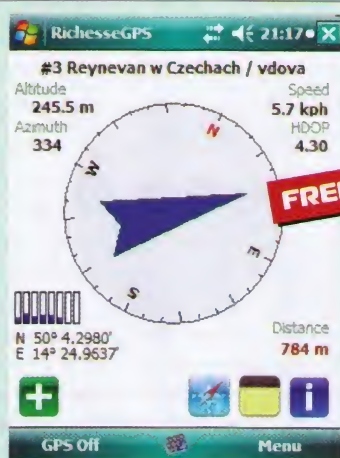 RichesseGPS 21:17
#3 Reynevan w Czechach / vdova
Altitude
245.5 m
Azimuth
334
Speed
5.7 kph
HDOP
4.30
N
W
E
S
FREE
N 50° 4.2980'
E 14° 24.9637'
Distance
784 m
GPS Off
Menu